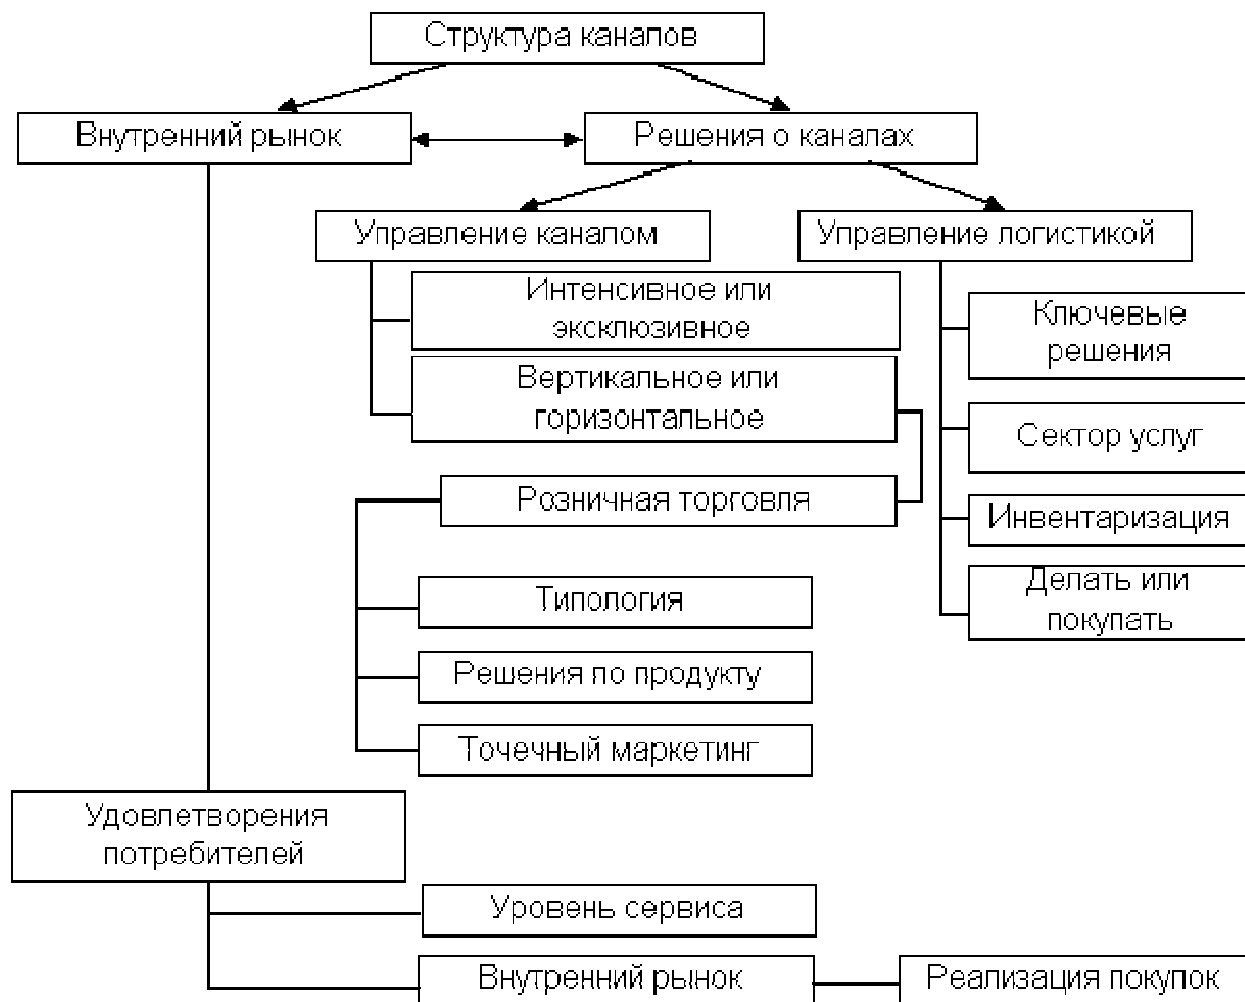 Структура каналов
Внутренний рынок
Решения о каналах
Управление каналом
Управление логистикой
Интенсивное или
эксклюзивное
Ключевые
решения
Вертикальное или
горизонтальное
Сектор услуг
Розничная торговля
Инвентаризация
Типология
Делать или
покупать
Решения по продукту
Точечный маркетинг
Удовлетворения
потребителей
Уровень сервиса
Внутренний рынок
Реализация покупок